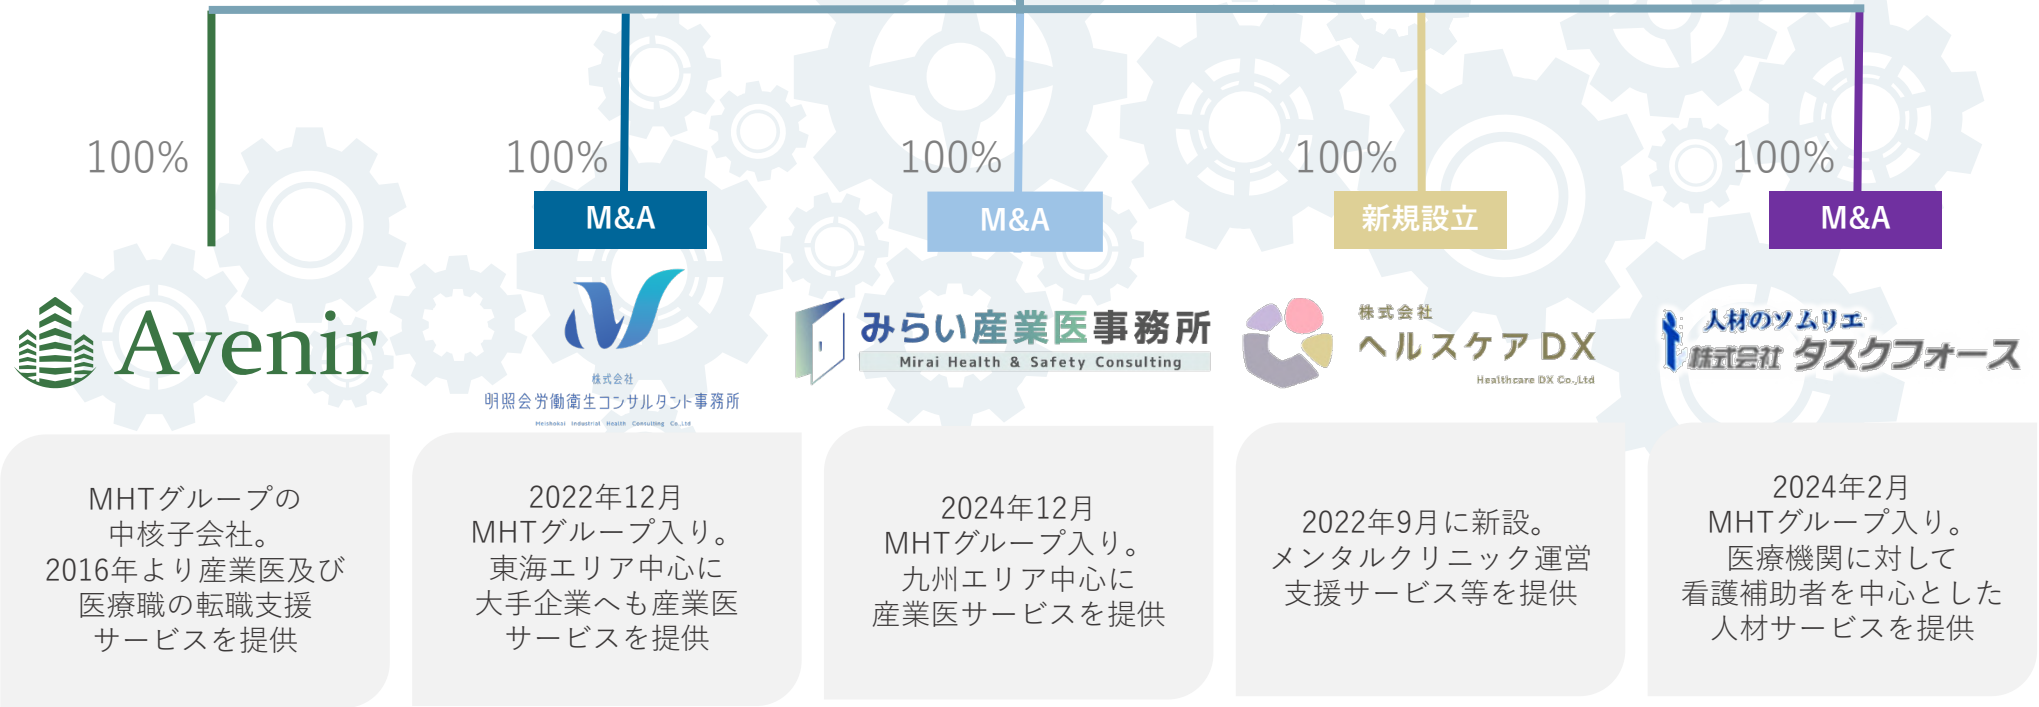 100%
Avenir
MHTグループの
中核子会社。
2016年より産業医及び
医療職の転職支援
サービスを提供
100%
M&A
株式会社
明照会労働衛生コンサルタント事務所
Meishokai Industrial Health Consulting Co.,Ltd
2022年12月
MHTグループ入り。
東海エリア中心に
大手企業へも産業医
サービスを提供
100%
M&A
みらい産業医事務所
Mirai Health & Safety Consulting
2024年12月
MHTグループ入り。
九州エリア中心に
産業医サービスを提供
100%
新規設立
株式会社
ヘルスケアDX
Healthcare DX Co.,Ltd
2022年9月に新設。
メンタルクリニック運営
支援サービス等を提供
100%
M&A
人材のソムリエ
株式会社 タスクフォース
2024年2月
MHTグループ入り。
医療機関に対して
看護補助者を中心とした
人材サービスを提供